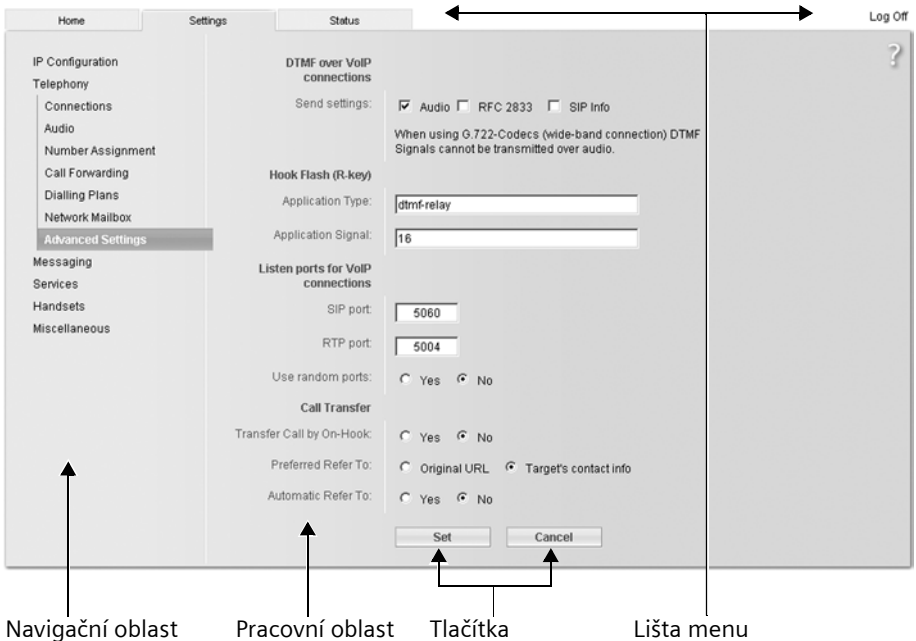 Home Settings Status Log Off
?
IP Configuration
Telephony
Connections
Audio
Number Assignment
Call Forwarding
Dialling Plans
Network Mailbox
Advanced Settings
Messaging
Services
Handsets
Miscellaneous
DTMF over VoIP
connections
Send settings: Audio RFC 2833 SIP Info
When using G.722-Codecs (wide-band connection) DTMF
Signals cannot be transmitted over audio.
Hook Flash (R-key)
Application Type: dtmf-relay
Application Signal: 16
Listen ports for VoIP
connections
SIP port: 5060
RTP port: 5004
Use random ports: Yes No
Call Transfer
Transfer Call by On-Hook: Yes No
Preferred Refer To: Original URL Target's contact info
Automatic Refer To: Yes No
Set Cancel
Navigační oblast Pracovní oblast Tlačítka Lišta menu